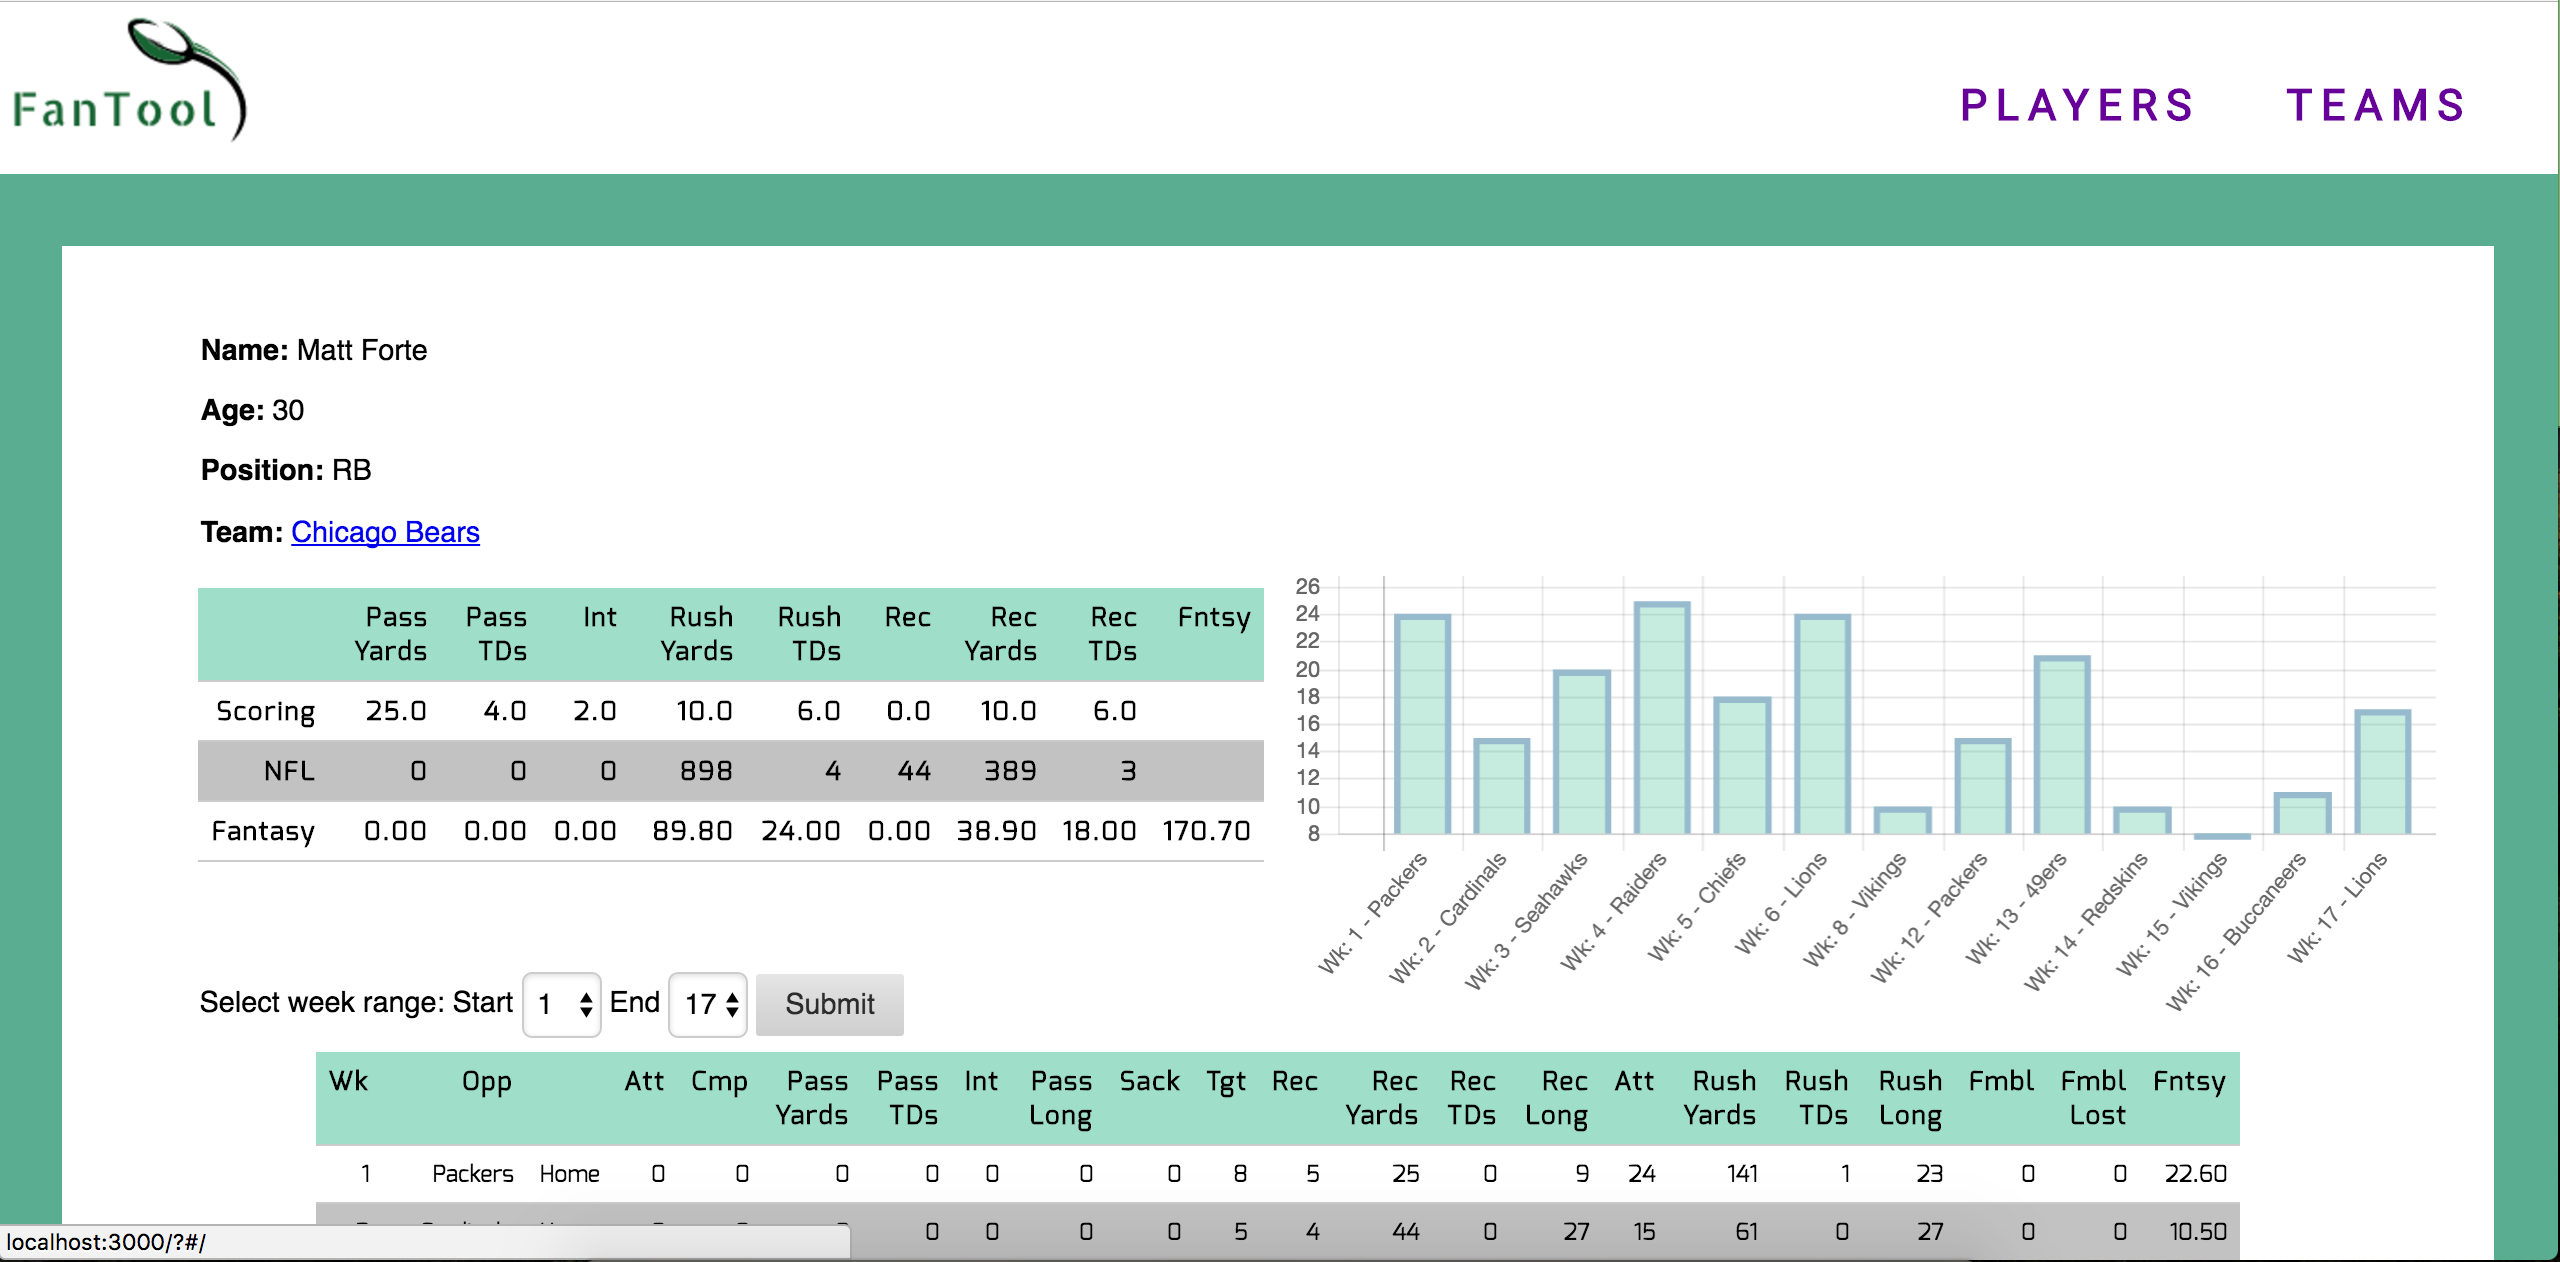 FanTool
PLAYERS TEAMS
Name: Matt Forte
Age: 30
Position: RB
Team: Chicago Bears
Pass Yards Pass TDs Int Rush Yards Rush TDs Rec Rec Yards Rec TDs Fntsy
Scoring 25.0 4.0 2.0 10.0 6.0 0.0 10.0 6.0
NFL 0 0 0 898 4 44 389 3
Fantasy 0.00 0.00 0.00 89.80 24.00 0.00 38.90 18.00 170.70
26
24
22
20
18
16
14
12
10
8
Wk: 1 - Packers
Wk: 2 - Cardinals
Wk: 3 - Seahawks
Wk: 4 - Raiders
Wk: 5 - Chiefs
Wk: 6 - Lions
Wk: 8 - Vikings
Wk: 12 - Packers
Wk: 13 - 49ers
Wk: 14 - Redskins
Wk: 15 - Vikings
Wk: 16 - Buccaneers
Wk: 17 - Lions
Select week range: Start 1 End 17 Submit
Wk Opp Att Cmp Pass Yards Pass TDs Int Pass Long Sack Tgt Rec Rec Yards Rec TDs Rec Long Att Rush Yards Rush TDs Rush Long Fmbl Fmbl Lost Fntsy
1 Packers Home 0 0 0 0 0 0 0 8 5 25 0 9 24 141 1 23 0 0 22.60
0 0 0 0 5 4 44 0 27 15 61 0 27 0 0 10.50
localhost:3000/?#/